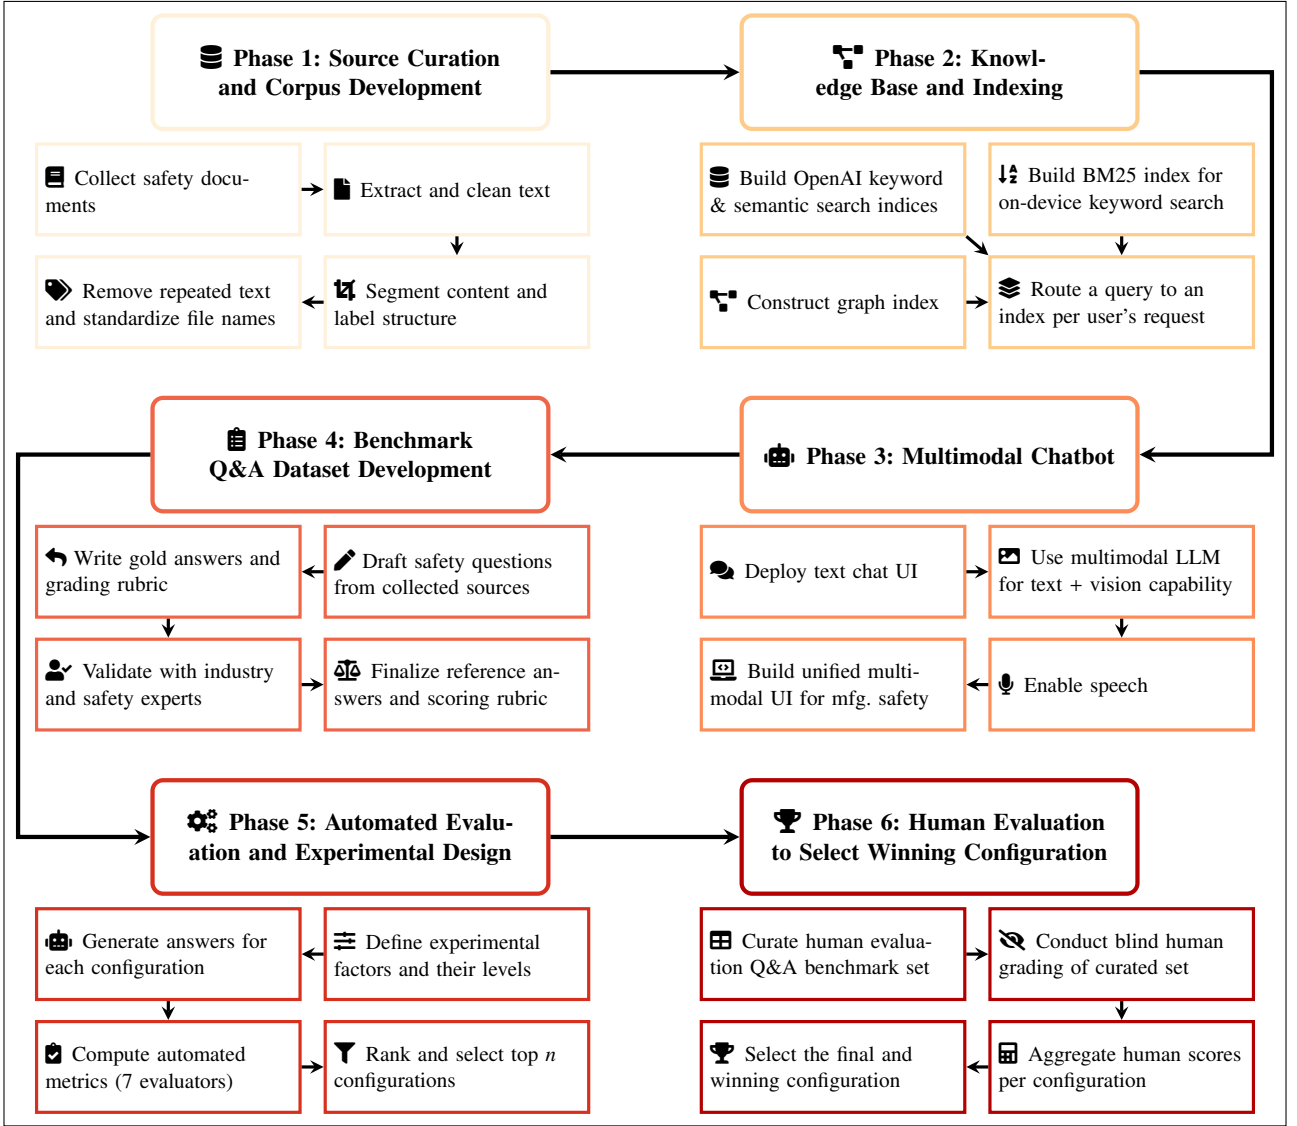 Phase 1: Source Curation
and Corpus Development
Collect safety docu-
ments
Extract and clean text
Remove repeated text
and standardize file names
Segment content and
label structure
Phase 2: Knowl-
edge Base and Indexing
Build OpenAI keyword
& semantic search indices
Build BM25 index for
on-device keyword search
Construct graph index
Route a query to an
index per user's request
Phase 4: Benchmark
Q&A Dataset Development
Write gold answers and
grading rubric
Draft safety questions
from collected sources
Validate with industry
and safety experts
Finalize reference an-
swers and scoring rubric
Phase 3: Multimodal Chatbot
Deploy text chat UI
Use multimodal LLM
for text + vision capability
Build unified multi-
modal UI for mfg. safety
Enable speech
Phase 5: Automated Evalu-
ation and Experimental Design
Generate answers for
each configuration
Define experimental
factors and their levels
Compute automated
metrics (7 evaluators)
Rank and select top n
configurations
Phase 6: Human Evaluation
to Select Winning Configuration
Curate human evalua-
tion Q&A benchmark set
Conduct blind human
grading of curated set
Select the final and
winning configuration
Aggregate human scores
per configuration